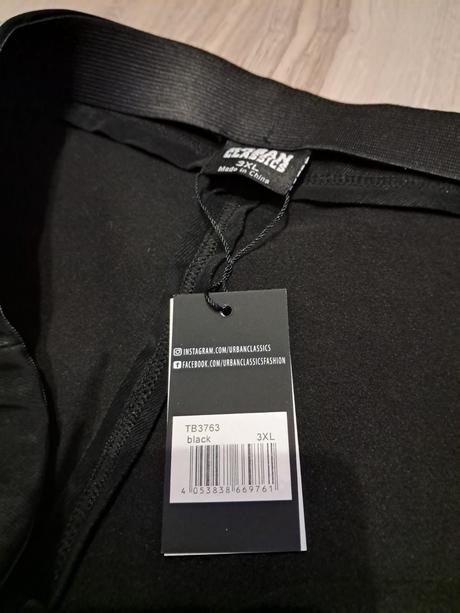 URBAN
CLASSICS
3XL
Made in China
INSTAGRAM.COM/URBANCLASSICS
FACEBOOK.COM/URBANCLASSICSFASHION
TB3763
black 3XL
4 053838 669761